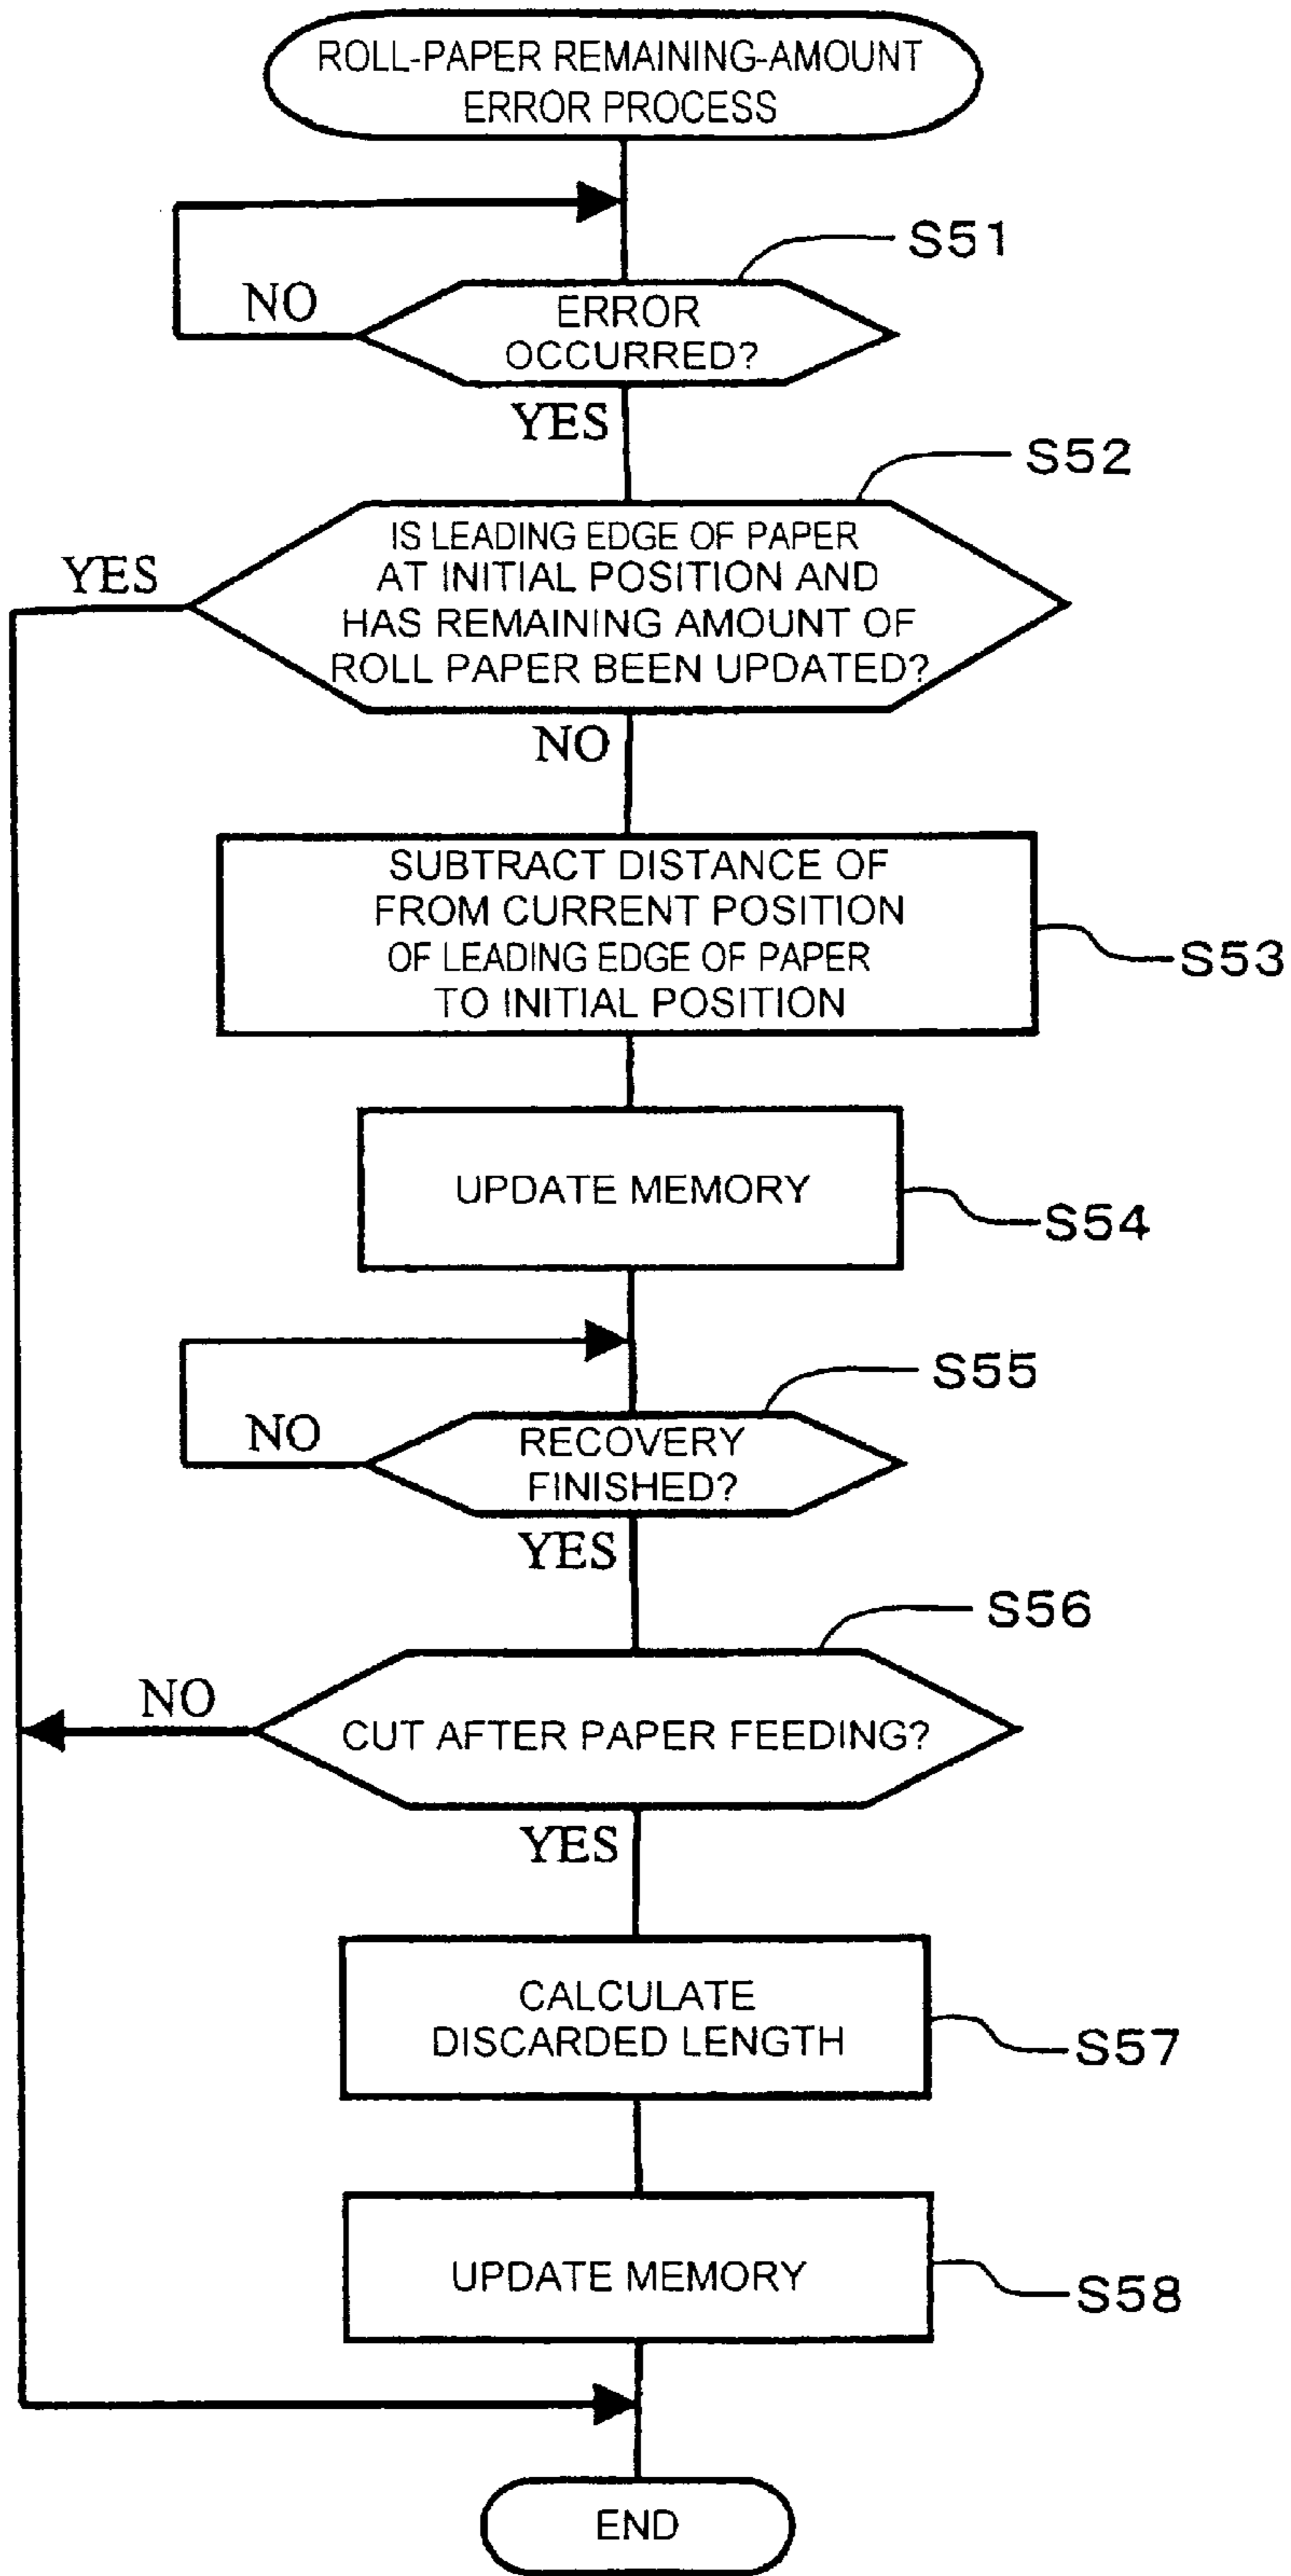 ROLL-PAPER REMAINING-AMOUNT
ERROR PROCESS
S51
NO
ERROR
OCCURRED?
YES
S52
YES
IS LEADING EDGE OF PAPER
AT INITIAL POSITION AND
HAS REMAINING AMOUNT OF
ROLL PAPER BEEN UPDATED?
NO
SUBTRACT DISTANCE OF
FROM CURRENT POSITION
OF LEADING EDGE OF PAPER
TO INITIAL POSITION
S53
UPDATE MEMORY
S54
S55
NO
RECOVERY
FINISHED?
YES
S56
NO
CUT AFTER PAPER FEEDING?
YES
CALCULATE
DISCARDED LENGTH
S57
UPDATE MEMORY
S58
END